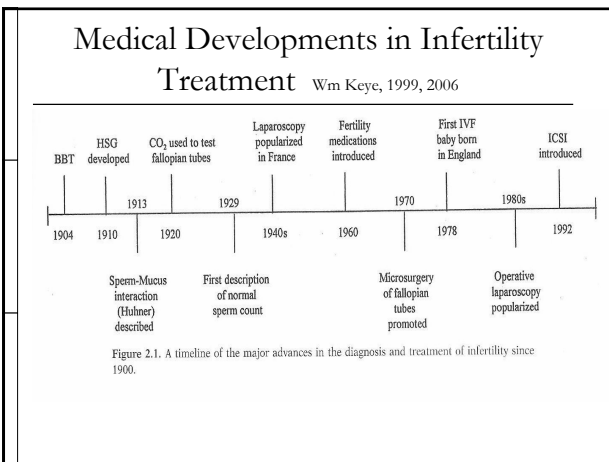 Medical Developments in Infertility
Treatment Wm Keye, 1999, 2006
BBT
HSG
developed
CO₂ used to test
fallopian tubes
Laparoscopy
popularized
in France
Fertility
medications
introduced
First IVF
baby born
in England
ICSI
introduced
1913
1929
1970
1980s
1904
1910
1920
1940s
1960
1978
1992
Sperm-Mucus
interaction
(Huhner)
described
First description
of normal
sperm count
Microsurgery
of fallopian
tubes
promoted
Operative
laparoscopy
popularized
Figure 2.1. A timeline of the major advances in the diagnosis and treatment of infertility since
1900.